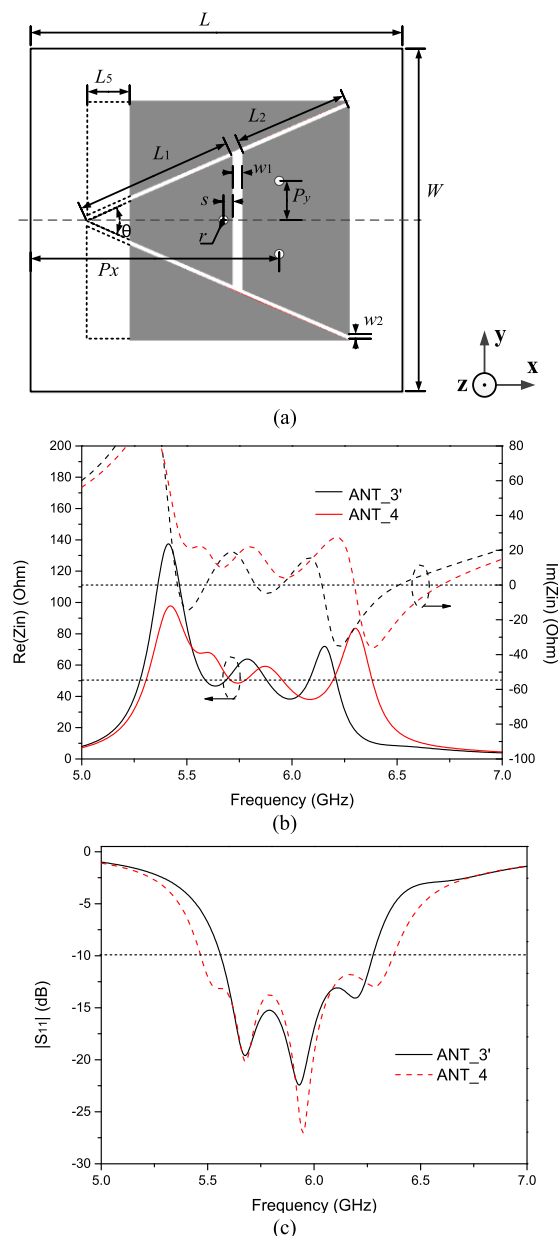 L
L5
L2
L1
w1
s
Py
W
r
θ
Px
w2
y
z
x
(a)
200
180
160
140
120
100
80
60
40
20
0
Re(Zin) (Ohm)
80
60
40
20
0
-20
-40
-60
-80
-100
Im(Zin) (Ohm)
ANT_3'
ANT_4
5.0 5.5 6.0 6.5 7.0
Frequency (GHz)
(b)
0
-5
-10
-15
-20
-25
-30
|S11| (dB)
ANT_3'
ANT_4
5.0 5.5 6.0 6.5 7.0
Frequency (GHz)
(c)